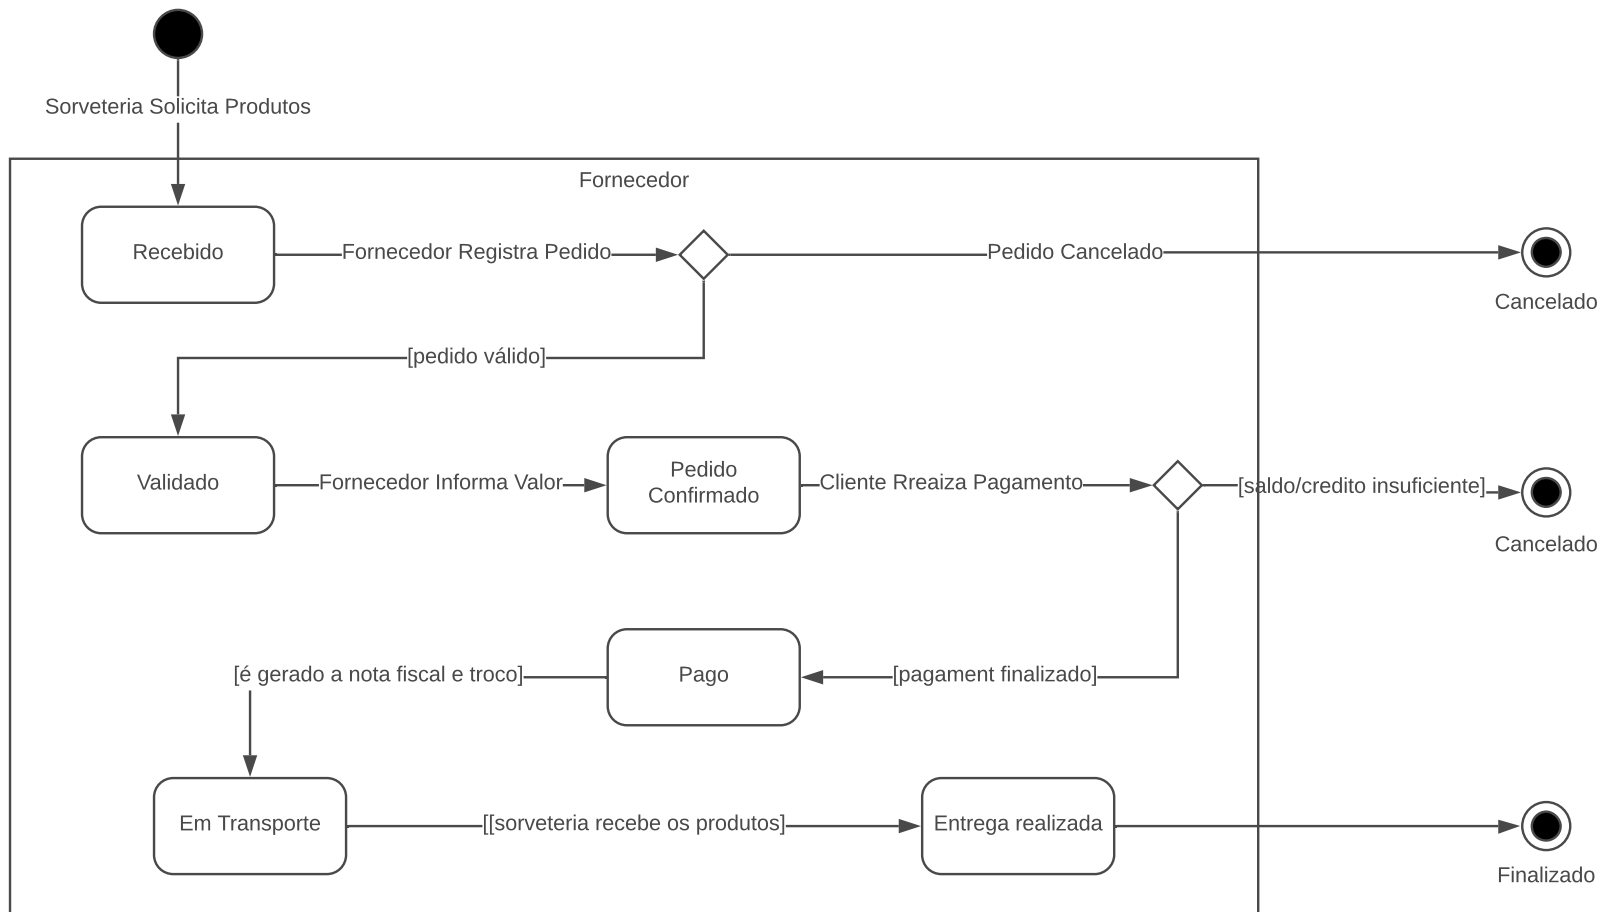 Sorveteria Solicita Produtos
Fornecedor
Recebido
Fornecedor Registra Pedido
Pedido Cancelado
Cancelado
[pedido válido]
Validado
Fornecedor Informa Valor
Pedido
Confirmado
Cliente Rreaiza Pagamento
[saldo/credito insuficiente]
Cancelado
[é gerado a nota fiscal e troco]
Pago
[pagament finalizado]
Em Transporte
[[sorveteria recebe os produtos]
Entrega realizada
Finalizado